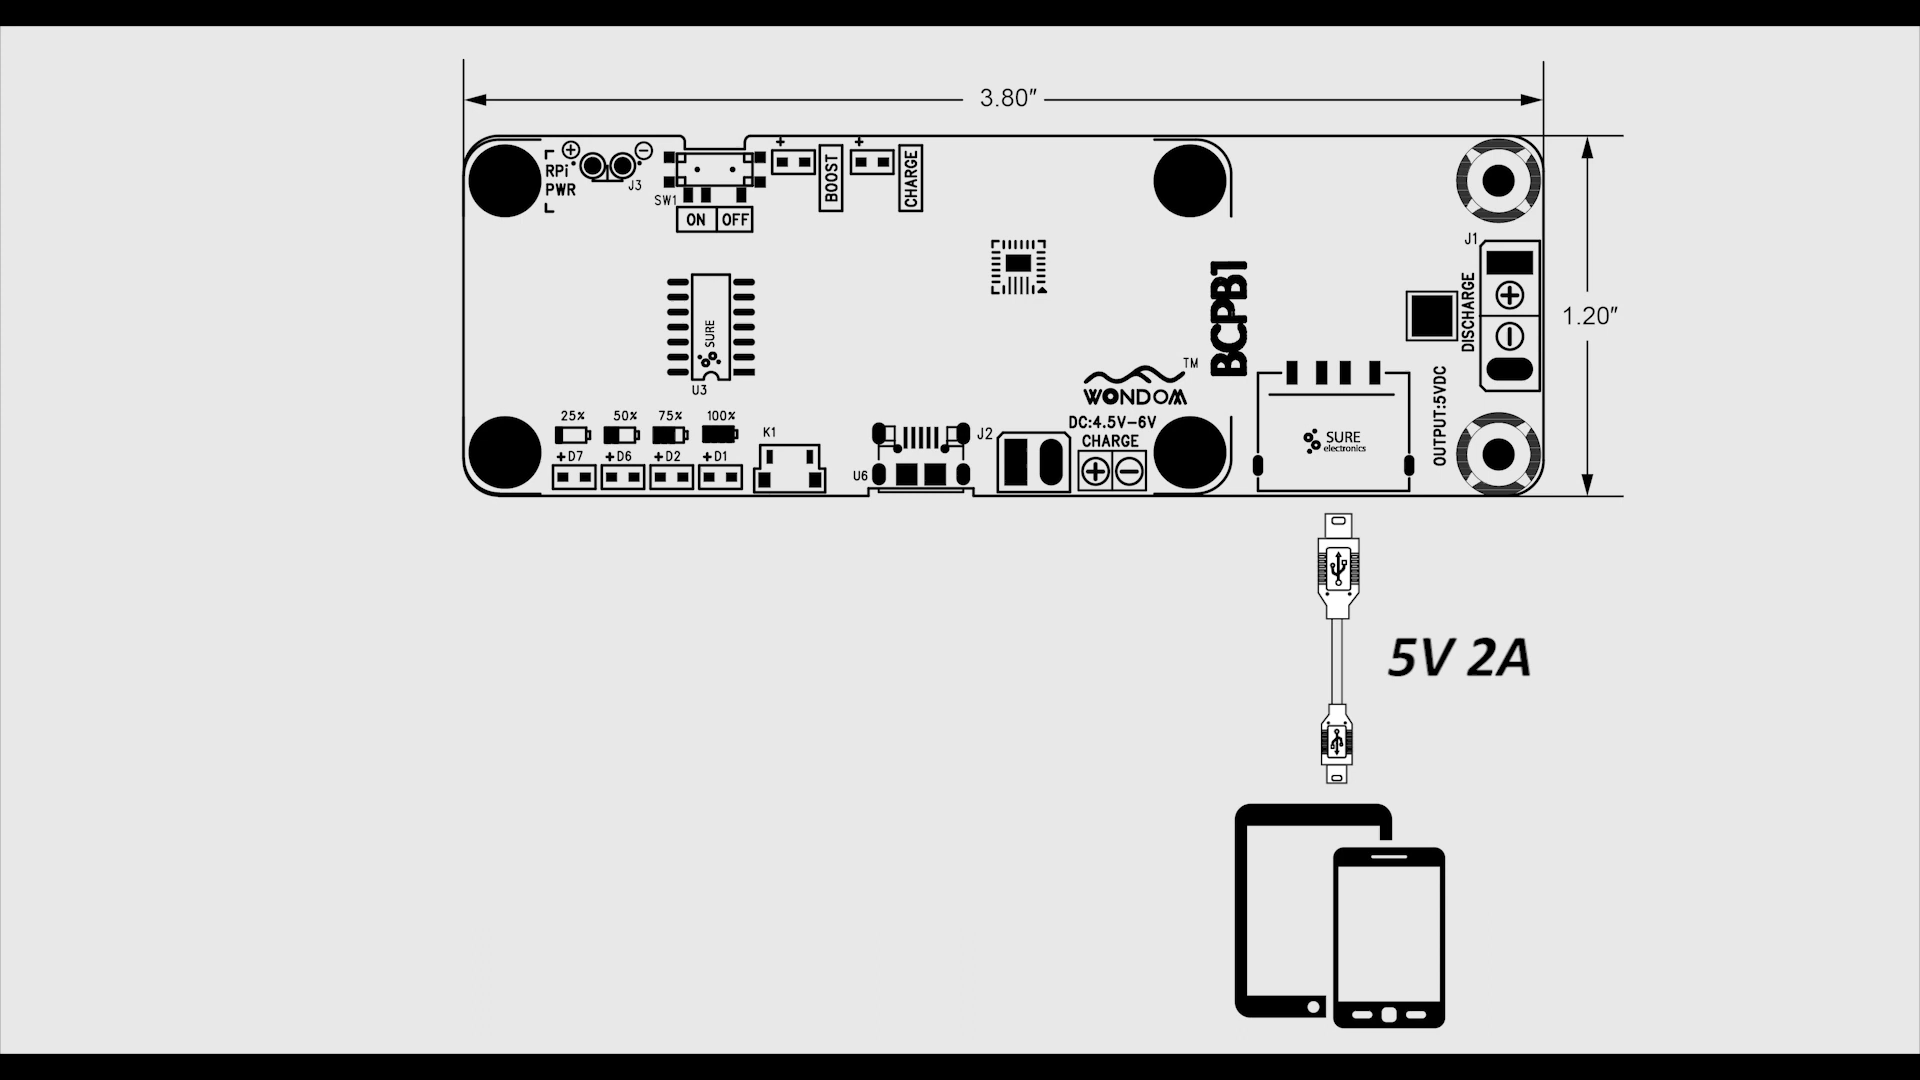 3.80″
RPi
PWR
J3
SW1
ON OFF
BOOST
CHARGE
J1
DISCHARGE
1.20″
SURE
U3
BCPB1
WONDOM™
DC:4.5V-6V
CHARGE
J2
25% 50% 75% 100%
+D7 +D6 +D2 +D1
K1
U6
SURE
electronics
OUTPUT:5VDC
5V 2A